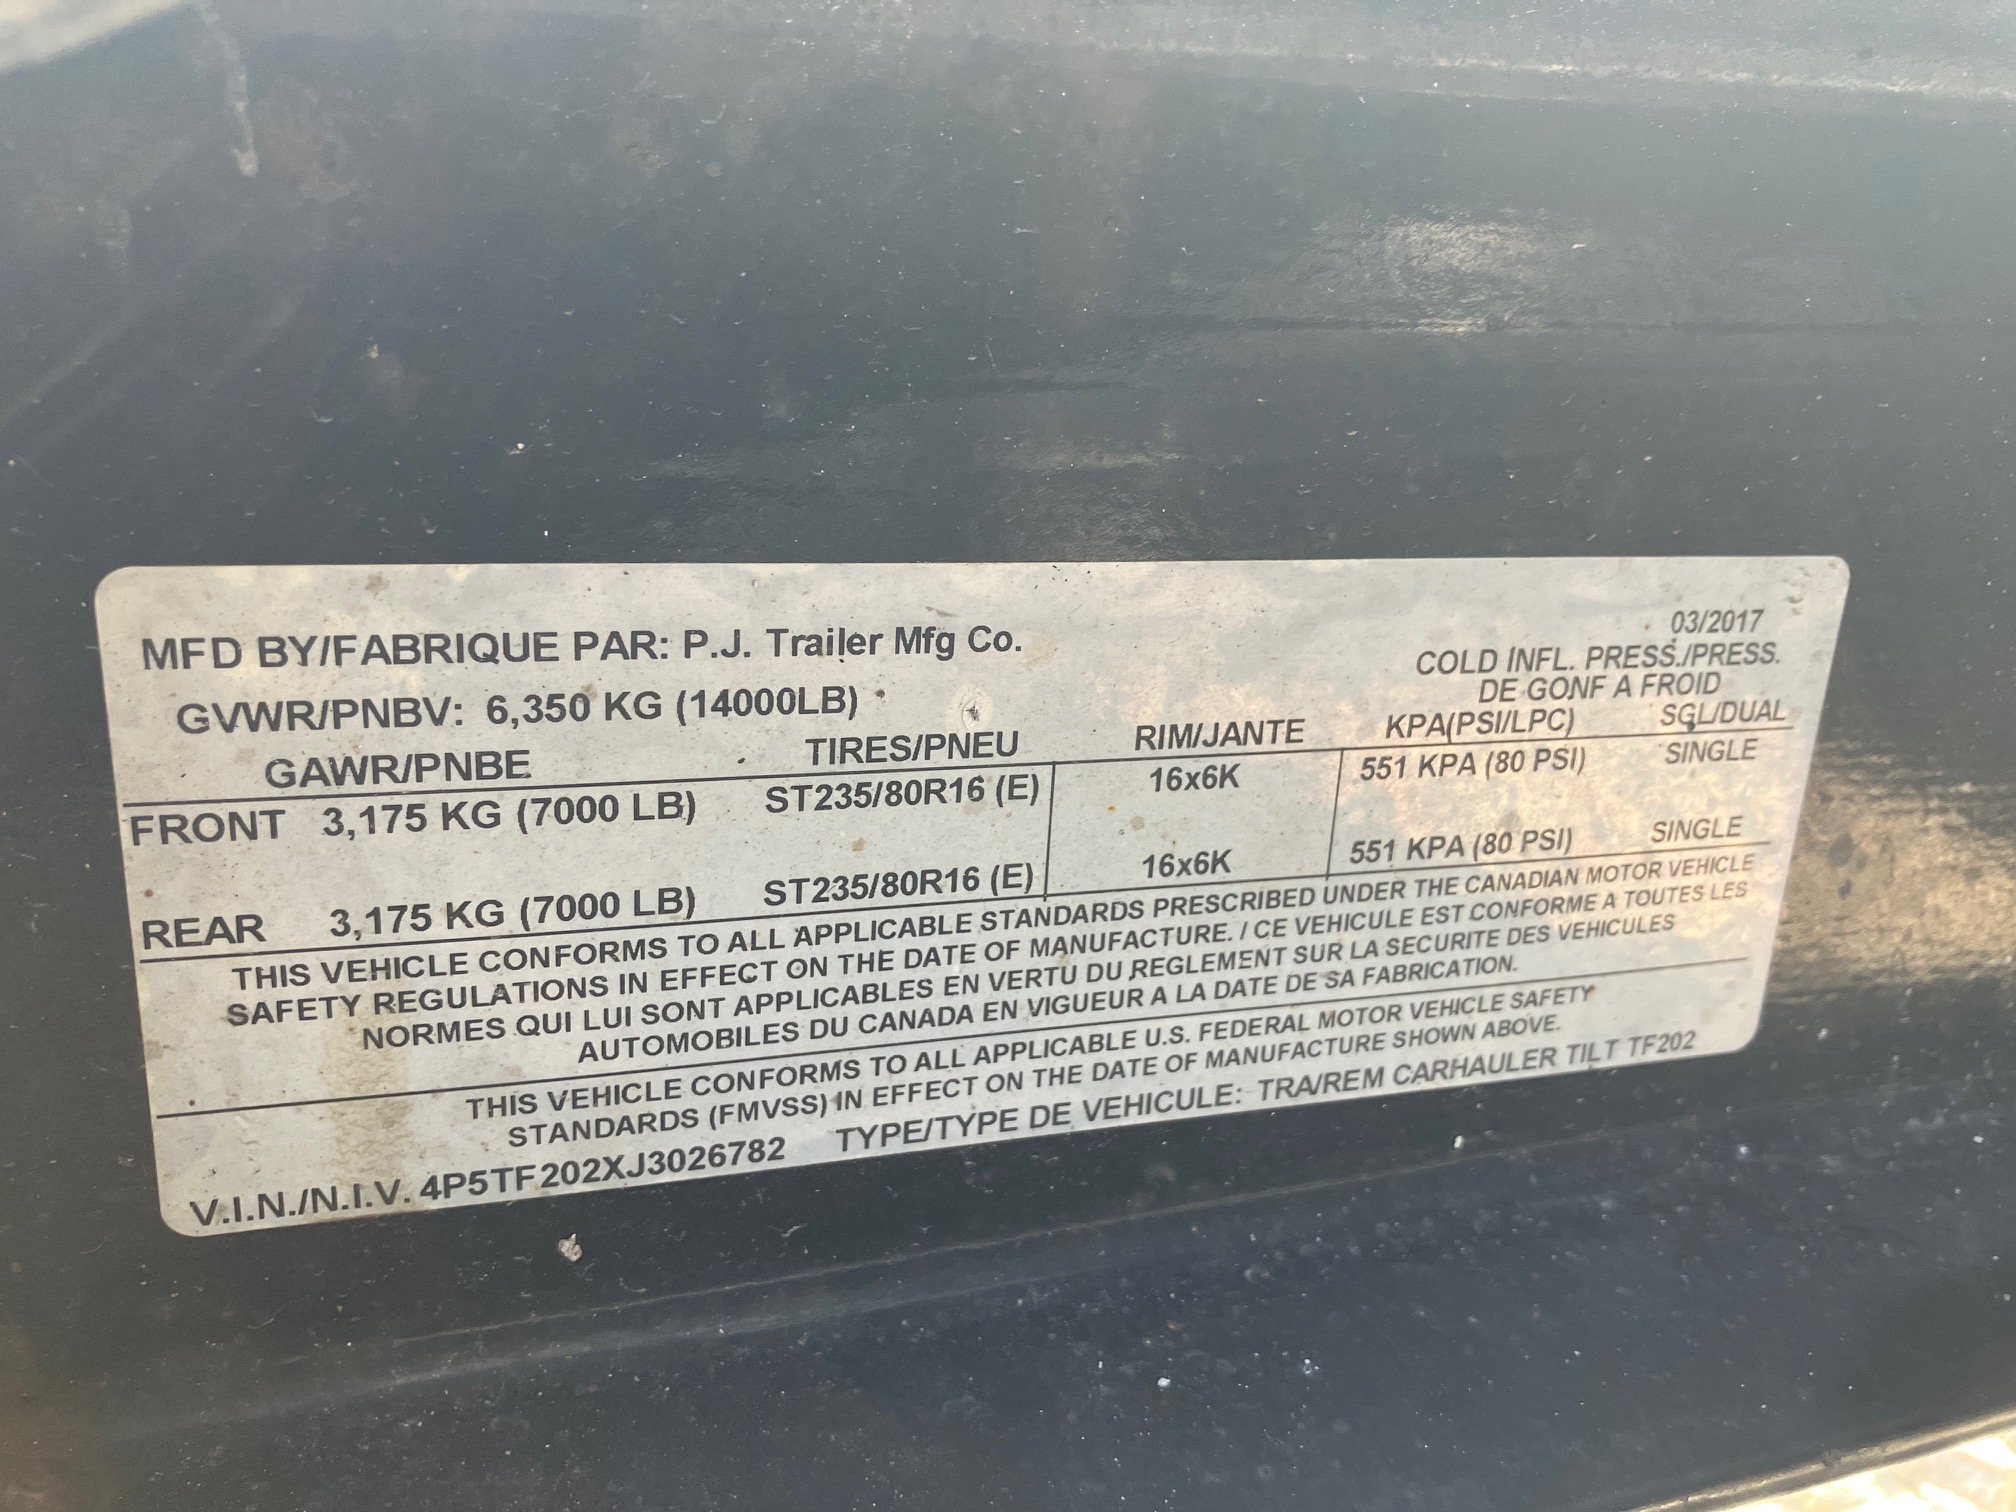 03/2017
MFD BY/FABRIQUE PAR: P.J. Trailer Mfg Co.
COLD INFL. PRESS./PRESS.
DE GONF A FROID
GVWR/PNBV: 6,350 KG (14000LB)
GAWR/PNBE TIRES/PNEU RIM/JANTE KPA(PSI/LPC) SGL/DUAL
FRONT 3,175 KG (7000 LB) ST235/80R16 (E) 16x6K 551 KPA (80 PSI) SINGLE
REAR 3,175 KG (7000 LB) ST235/80R16 (E) 16x6K 551 KPA (80 PSI) SINGLE
THIS VEHICLE CONFORMS TO ALL APPLICABLE STANDARDS PRESCRIBED UNDER THE CANADIAN MOTOR VEHICLE
SAFETY REGULATIONS IN EFFECT ON THE DATE OF MANUFACTURE. / CE VEHICULE EST CONFORME A TOUTES LES
NORMES QUI LUI SONT APPLICABLES EN VERTU DU REGLEMENT SUR LA SECURITE DES VEHICULES
AUTOMOBILES DU CANADA EN VIGUEUR A LA DATE DE SA FABRICATION.
THIS VEHICLE CONFORMS TO ALL APPLICABLE U.S. FEDERAL MOTOR VEHICLE SAFETY
STANDARDS (FMVSS) IN EFFECT ON THE DATE OF MANUFACTURE SHOWN ABOVE.
V.I.N./N.I.V. 4P5TF202XJ3026782 TYPE/TYPE DE VEHICULE: TRA/REM CARHAULER TILT TF202